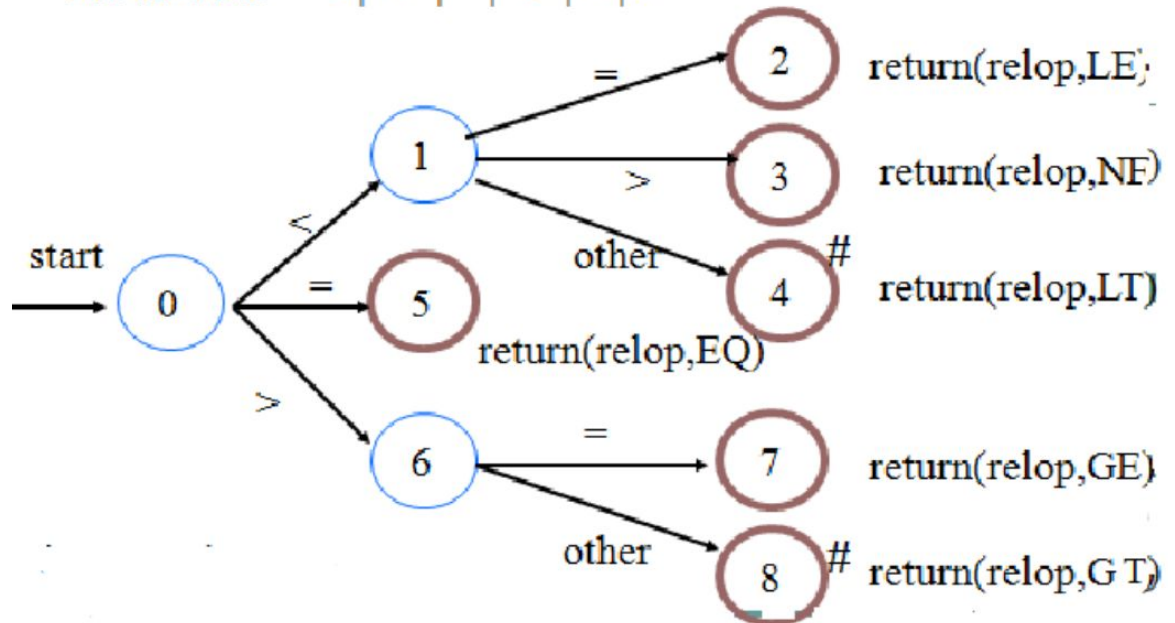 2 return(relop,LE)
=
1
3 return(relop,NE)
>
<
other
#
start
4 return(relop,LT)
0
=
5
return(relop,EQ)
>
=
6
7 return(relop,GE)
other
#
8 return(relop,G T)